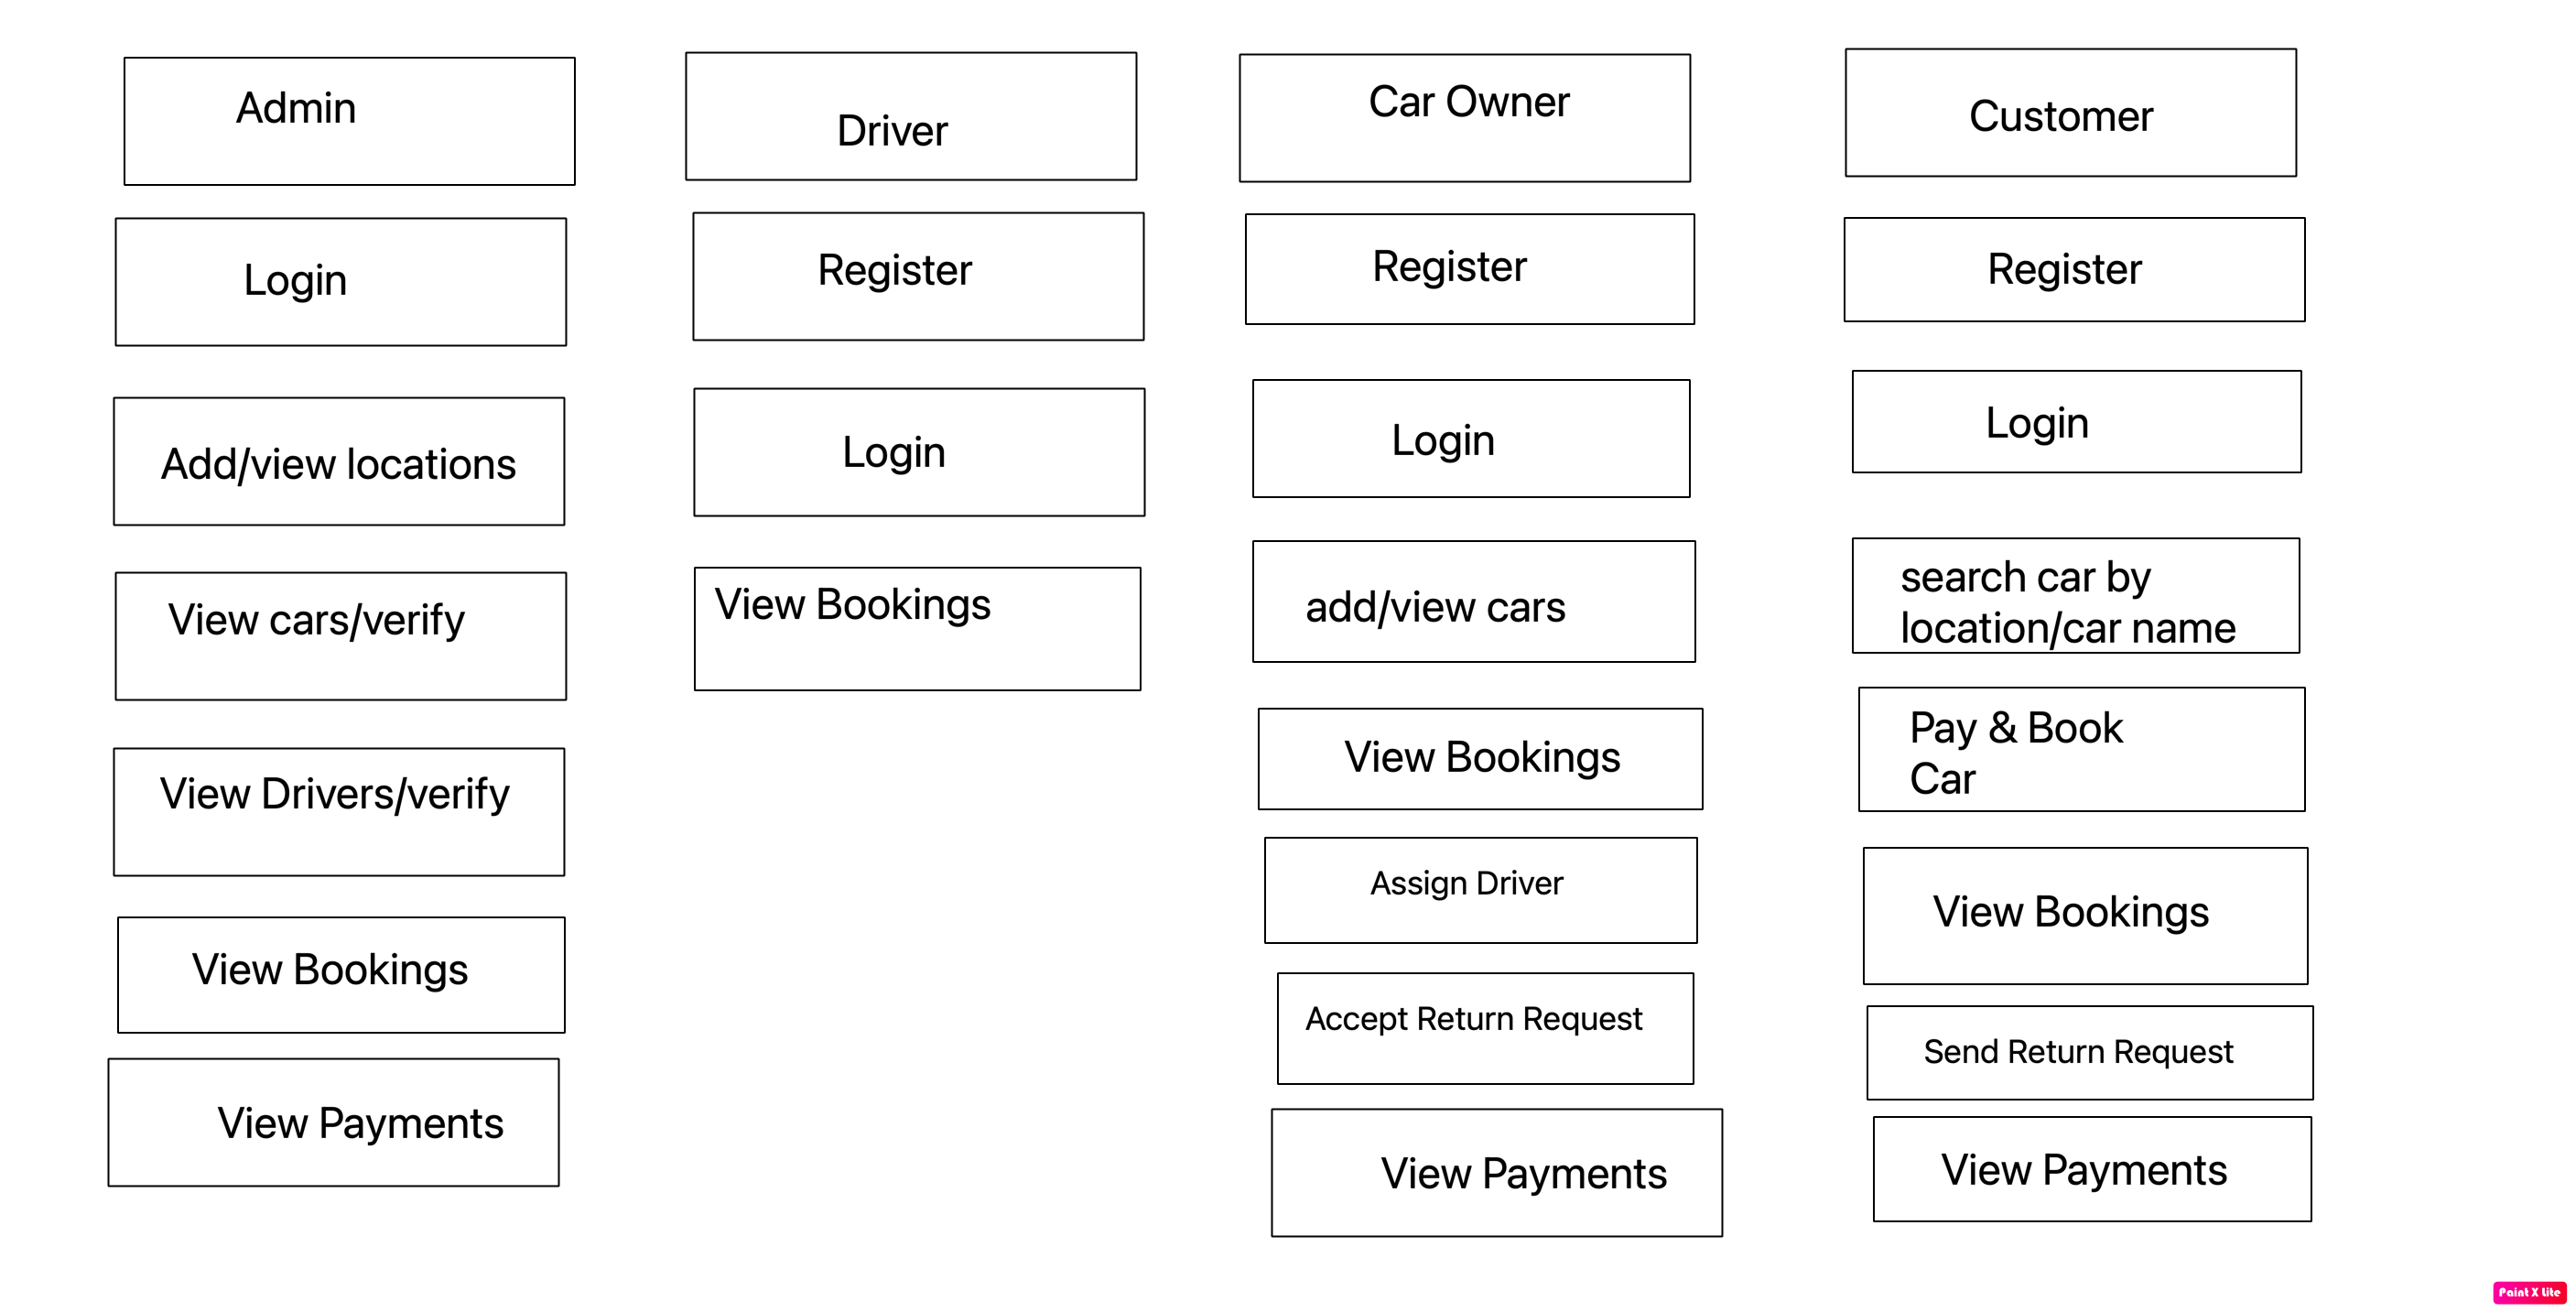 Admin
Login
Add/view locations
View cars/verify
View Drivers/verify
View Bookings
View Payments
Driver
Register
Login
View Bookings
Car Owner
Register
Login
add/view cars
View Bookings
Assign Driver
Accept Return Request
View Payments
Customer
Register
Login
search car by
location/car name
Pay & Book
Car
View Bookings
Send Return Request
View Payments
Paint X Lite